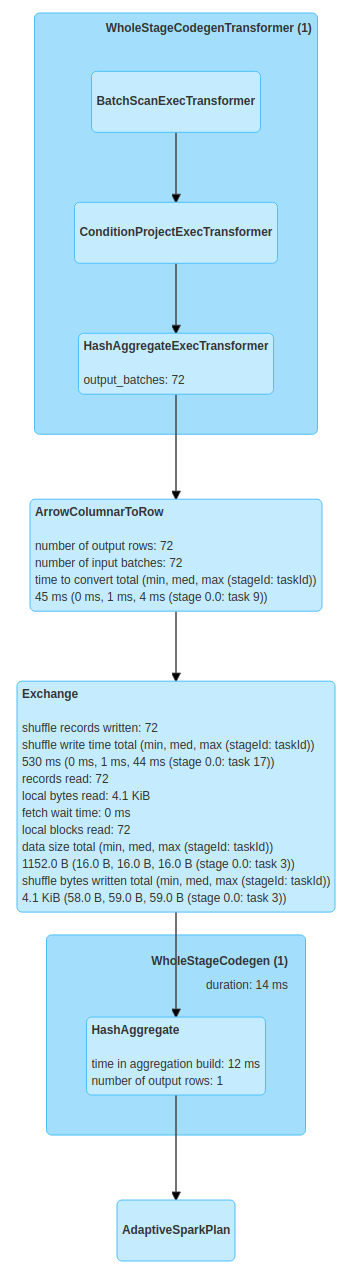 WholeStageCodegenTransformer (1)
BatchScanExecTransformer
ConditionProjectExecTransformer
HashAggregateExecTransformer
output_batches: 72
ArrowColumnarToRow
number of output rows: 72
number of input batches: 72
time to convert total (min, med, max (stageId: taskId))
45 ms (0 ms, 1 ms, 4 ms (stage 0.0: task 9))
Exchange
shuffle records written: 72
shuffle write time total (min, med, max (stageId: taskId))
530 ms (0 ms, 1 ms, 44 ms (stage 0.0: task 17))
records read: 72
local bytes read: 4.1 KiB
fetch wait time: 0 ms
local blocks read: 72
data size total (min, med, max (stageId: taskId))
1152.0 B (16.0 B, 16.0 B, 16.0 B (stage 0.0: task 3))
shuffle bytes written total (min, med, max (stageId: taskId))
4.1 KiB (58.0 B, 59.0 B, 59.0 B (stage 0.0: task 3))
WholeStageCodegen (1)
duration: 14 ms
HashAggregate
time in aggregation build: 12 ms
number of output rows: 1
AdaptiveSparkPlan